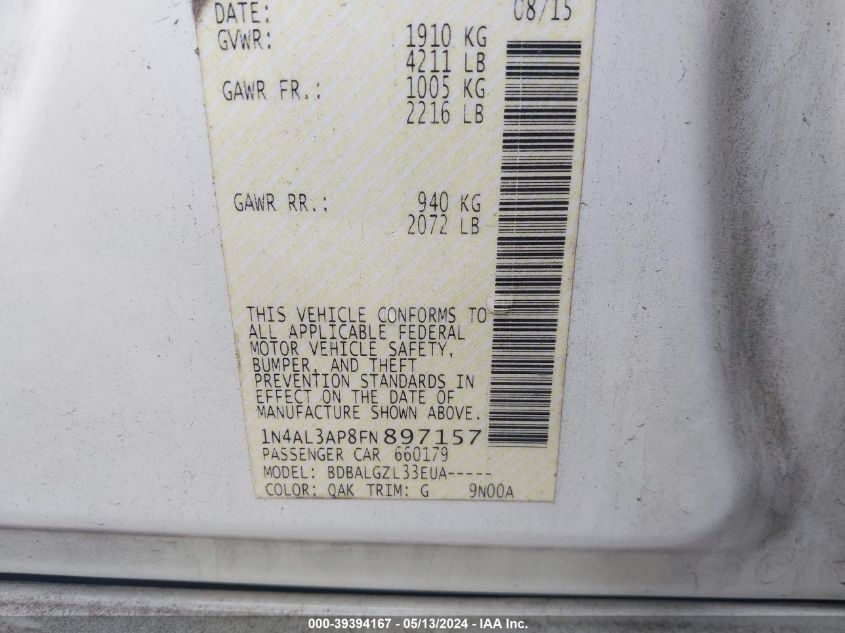 DATE: 08/15
GVWR: 1910 KG
4211 LB
GAWR FR.: 1005 KG
2216 LB
GAWR RR.: 940 KG
2072 LB
THIS VEHICLE CONFORMS TO
ALL APPLICABLE FEDERAL
MOTOR VEHICLE SAFETY,
BUMPER, AND THEFT
PREVENTION STANDARDS IN
EFFECT ON THE DATE OF
MANUFACTURE SHOWN ABOVE.
1N4AL3AP8FN897157
PASSENGER CAR 660179
MODEL: BDBALGZL33EUA-----
COLOR: QAK TRIM: G 9N00A
000-39394167 - 05/13/2024 - IAA Inc.